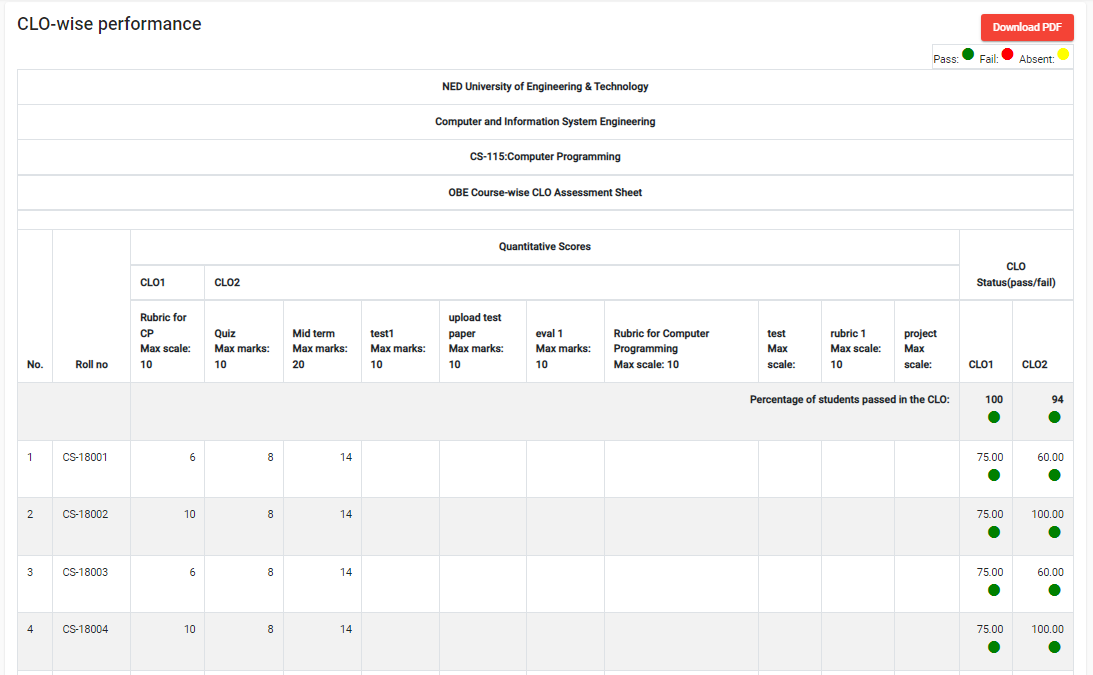 CLO-wise performance
Download PDF
Pass: Fail: Absent:
NED University of Engineering & Technology
Computer and Information System Engineering
CS-115:Computer Programming
OBE Course-wise CLO Assessment Sheet
No. Roll no Quantitative Scores CLO Status(pass/fail)
CLO1 CLO2
Rubric for CP Max scale: 10
Quiz Max marks: 10
Mid term Max marks: 20
test1 Max marks: 10
upload test paper Max marks: 10
eval 1 Max marks: 10
Rubric for Computer Programming Max scale: 10
test Max scale:
rubric 1 Max scale: 10
project Max scale:
CLO1 CLO2
Percentage of students passed in the CLO: 100 94
1 CS-18001 6 8 14 75.00 60.00
2 CS-18002 10 8 14 75.00 100.00
3 CS-18003 6 8 14 75.00 60.00
4 CS-18004 10 8 14 75.00 100.00